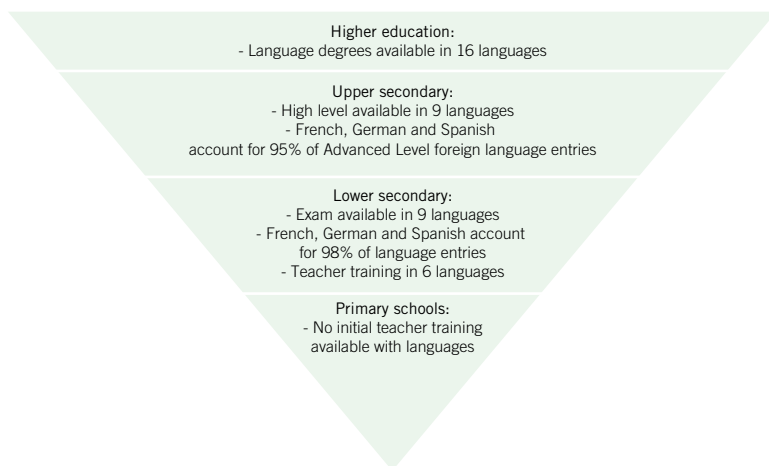 Higher education:
- Language degrees available in 16 languages
Upper secondary:
- High level available in 9 languages
- French, German and Spanish
account for 95% of Advanced Level foreign language entries
Lower secondary:
- Exam available in 9 languages
- French, German and Spanish account
for 98% of language entries
- Teacher training in 6 languages
Primary schools:
- No initial teacher training
available with languages